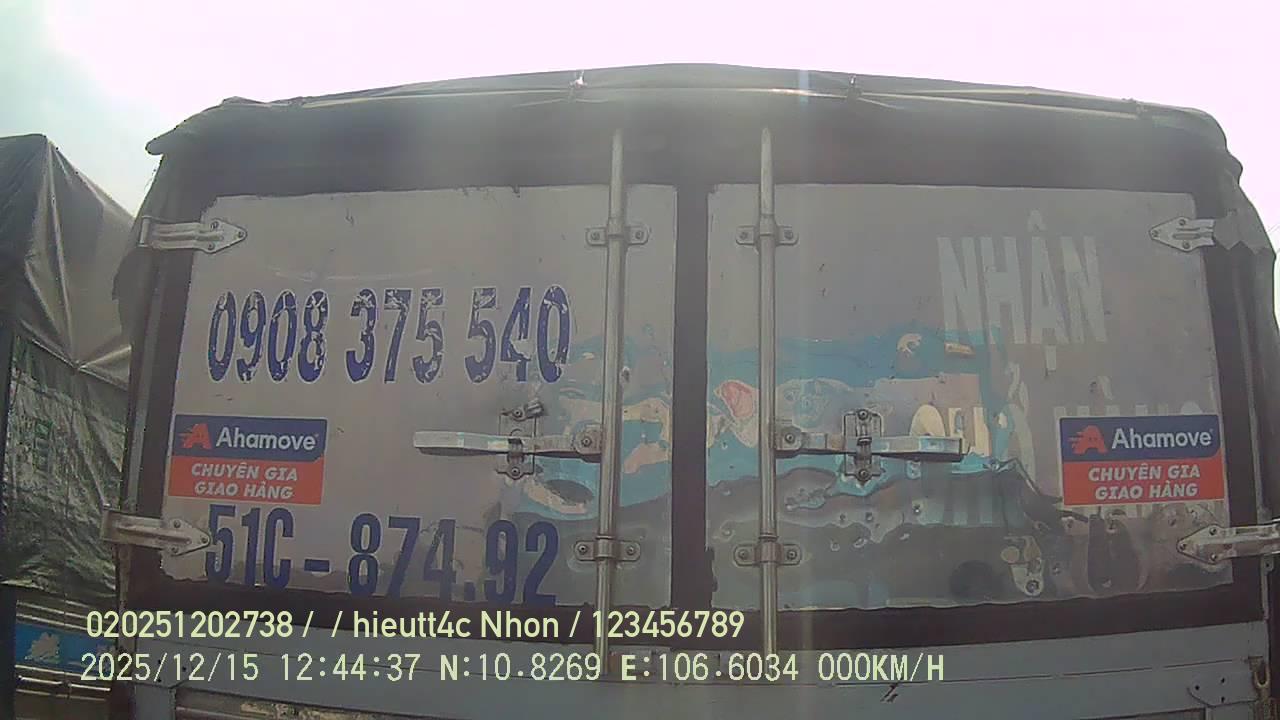 0908 375 540
NHẬN
Ahamove
CHUYÊN GIA
GIAO HÀNG
Ahamove
CHUYÊN GIA
GIAO HÀNG
51C - 874.92
020251202738 / / hieutt4c Nhon / 123456789
2025/12/15 12:44:37 N:10.8269 E:106.6034 000KM/H